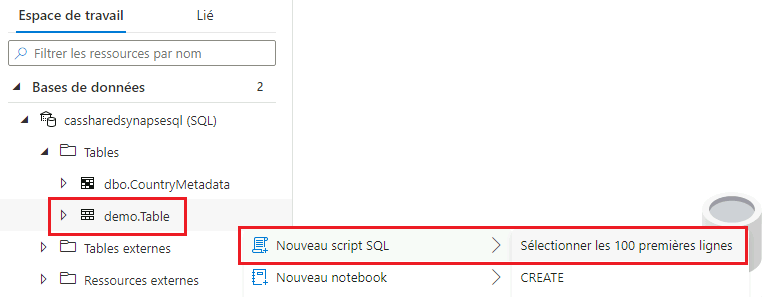 Espace de travail
Lié
Filtrer les ressources par nom
Bases de données 2
cassharedsynapsesql (SQL)
Tables
dbo.CountryMetadata
demo.Table
Nouveau script SQL
Sélectionner les 100 premières lignes
Tables externes
Nouveau notebook
CREATE
Ressources externes